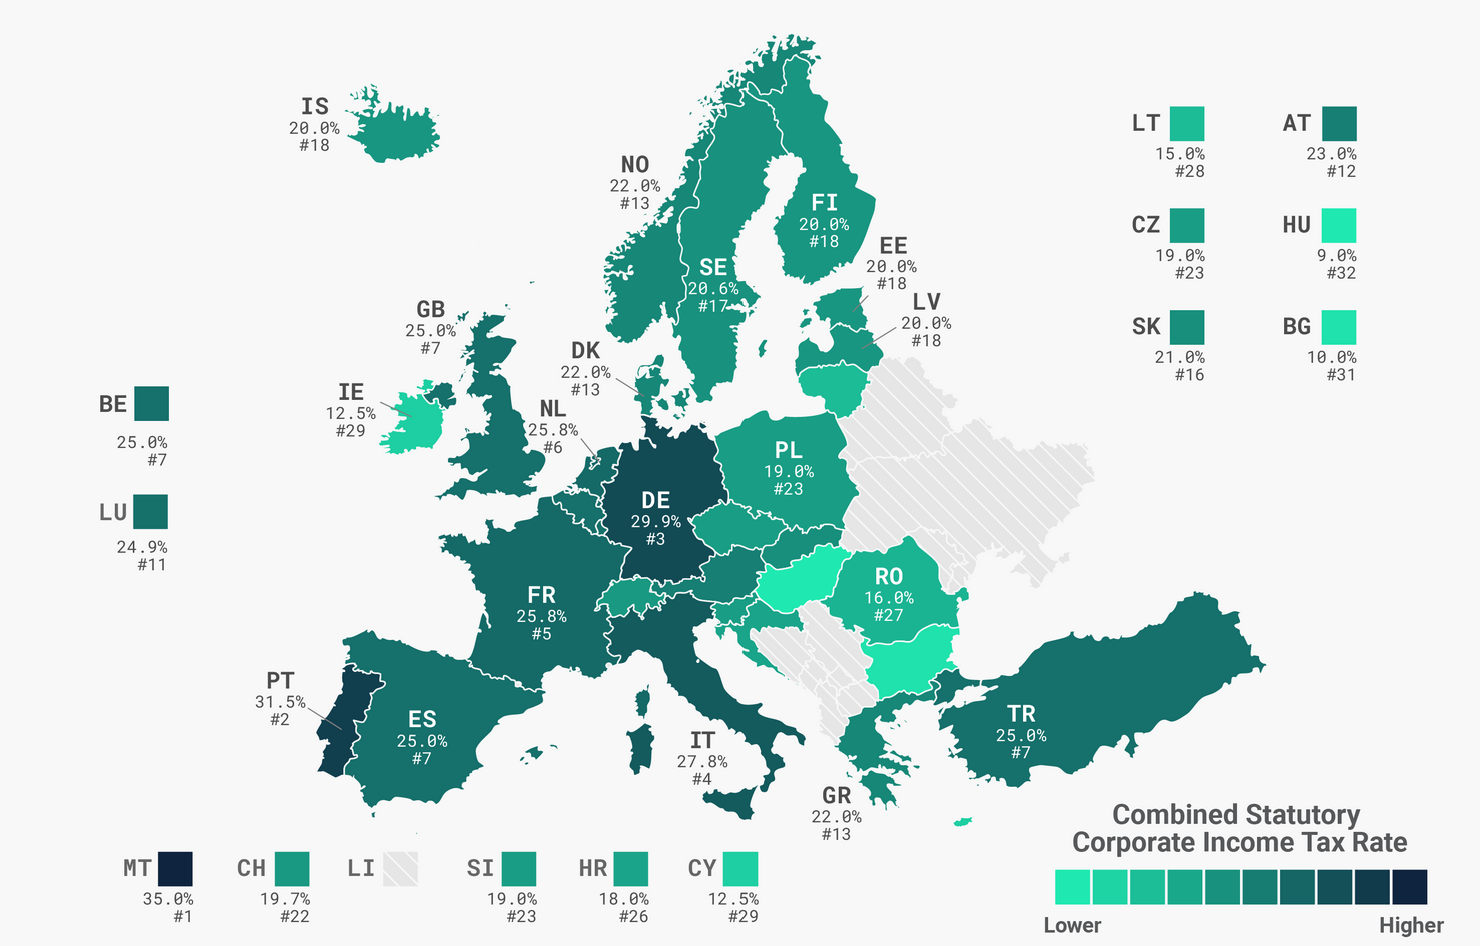 IS
20.0%
#18
NO
22.0%
#13
FI
20.0%
#18
SE
20.6%
#17
EE
20.0%
#18
LV
20.0%
#18
LT
15.0%
#28
AT
23.0%
#12
CZ
19.0%
#23
HU
9.0%
#32
SK
21.0%
#16
BG
10.0%
#31
GB
25.0%
#7
DK
22.0%
#13
IE
12.5%
#29
NL
25.8%
#6
BE
25.0%
#7
LU
24.9%
#11
PL
19.0%
#23
DE
29.9%
#3
FR
25.8%
#5
RO
16.0%
#27
PT
31.5%
#2
ES
25.0%
#7
IT
27.8%
#4
TR
25.0%
#7
GR
22.0%
#13
MT
35.0%
#1
CH
19.7%
#22
LI
SI
19.0%
#23
HR
18.0%
#26
CY
12.5%
#29
Combined Statutory
Corporate Income Tax Rate
Lower
Higher